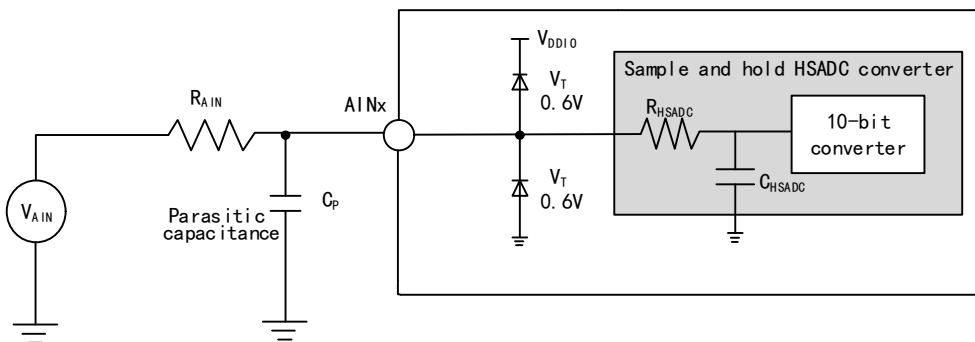 V_DDIO
V_T
0.6V
Sample and hold HSADC converter
R_AIN
AINx
R_HSADC
10-bit
converter
V_T
0.6V
C_HSADC
C_P
V_AIN
Parasitic
capacitance